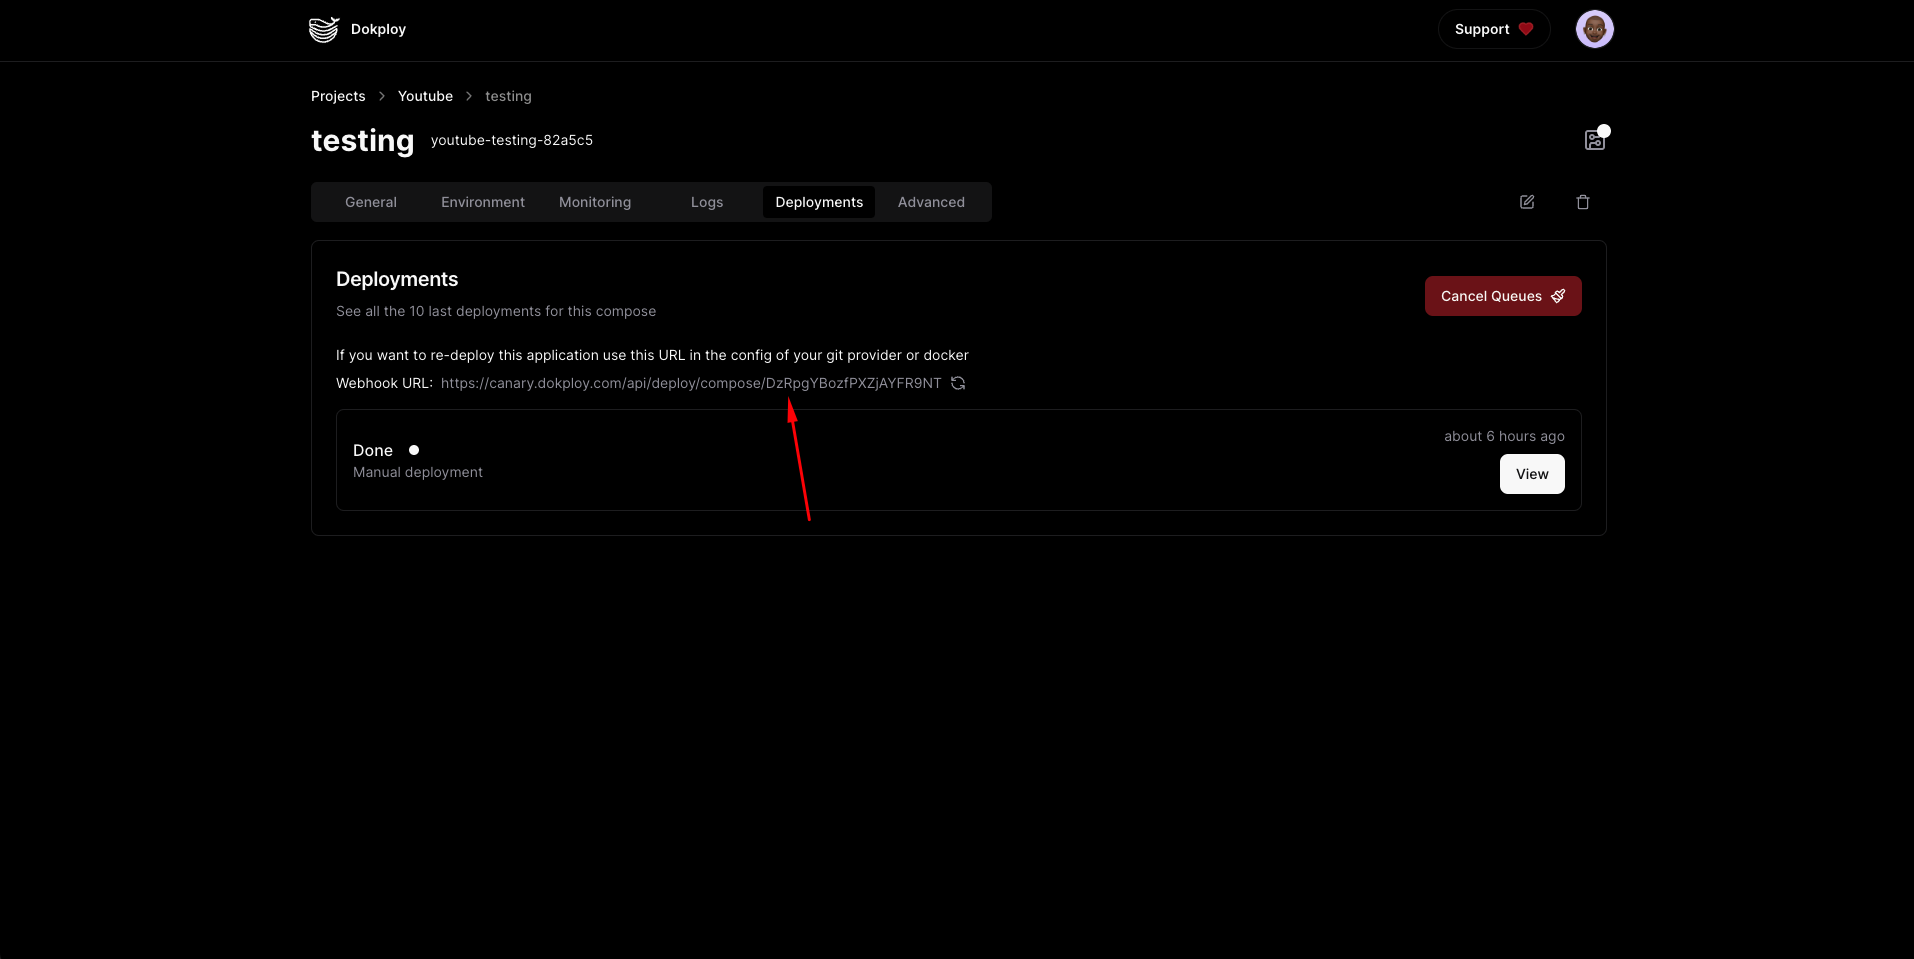 Dokploy
Support
Projects > Youtube > testing
testing youtube-testing-82a5c5
General Environment Monitoring Logs Deployments Advanced
Deployments
See all the 10 last deployments for this compose
Cancel Queues
If you want to re-deploy this application use this URL in the config of your git provider or docker
Webhook URL: https://canary.dokploy.com/api/deploy/compose/DzRpgYBozfPXZjAYFR9NT
Done
Manual deployment
about 6 hours ago
View